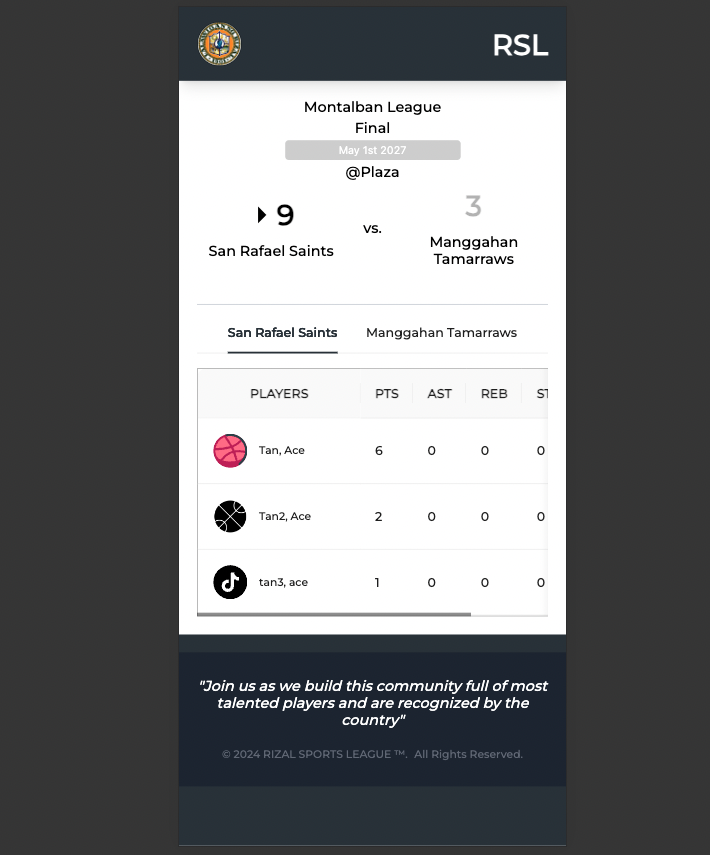 RSL
Montalban League
Final
May 1st 2027
@Plaza
9
San Rafael Saints
vs.
3
Manggahan
Tamarraws
San Rafael Saints Manggahan Tamarraws
PLAYERS PTS AST REB ST
Tan, Ace 6 0 0 0
Tan2, Ace 2 0 0 0
tan3, ace 1 0 0 0
"Join us as we build this community full of most
talented players and are recognized by the
country"
© 2024 RIZAL SPORTS LEAGUE ™. All Rights Reserved.